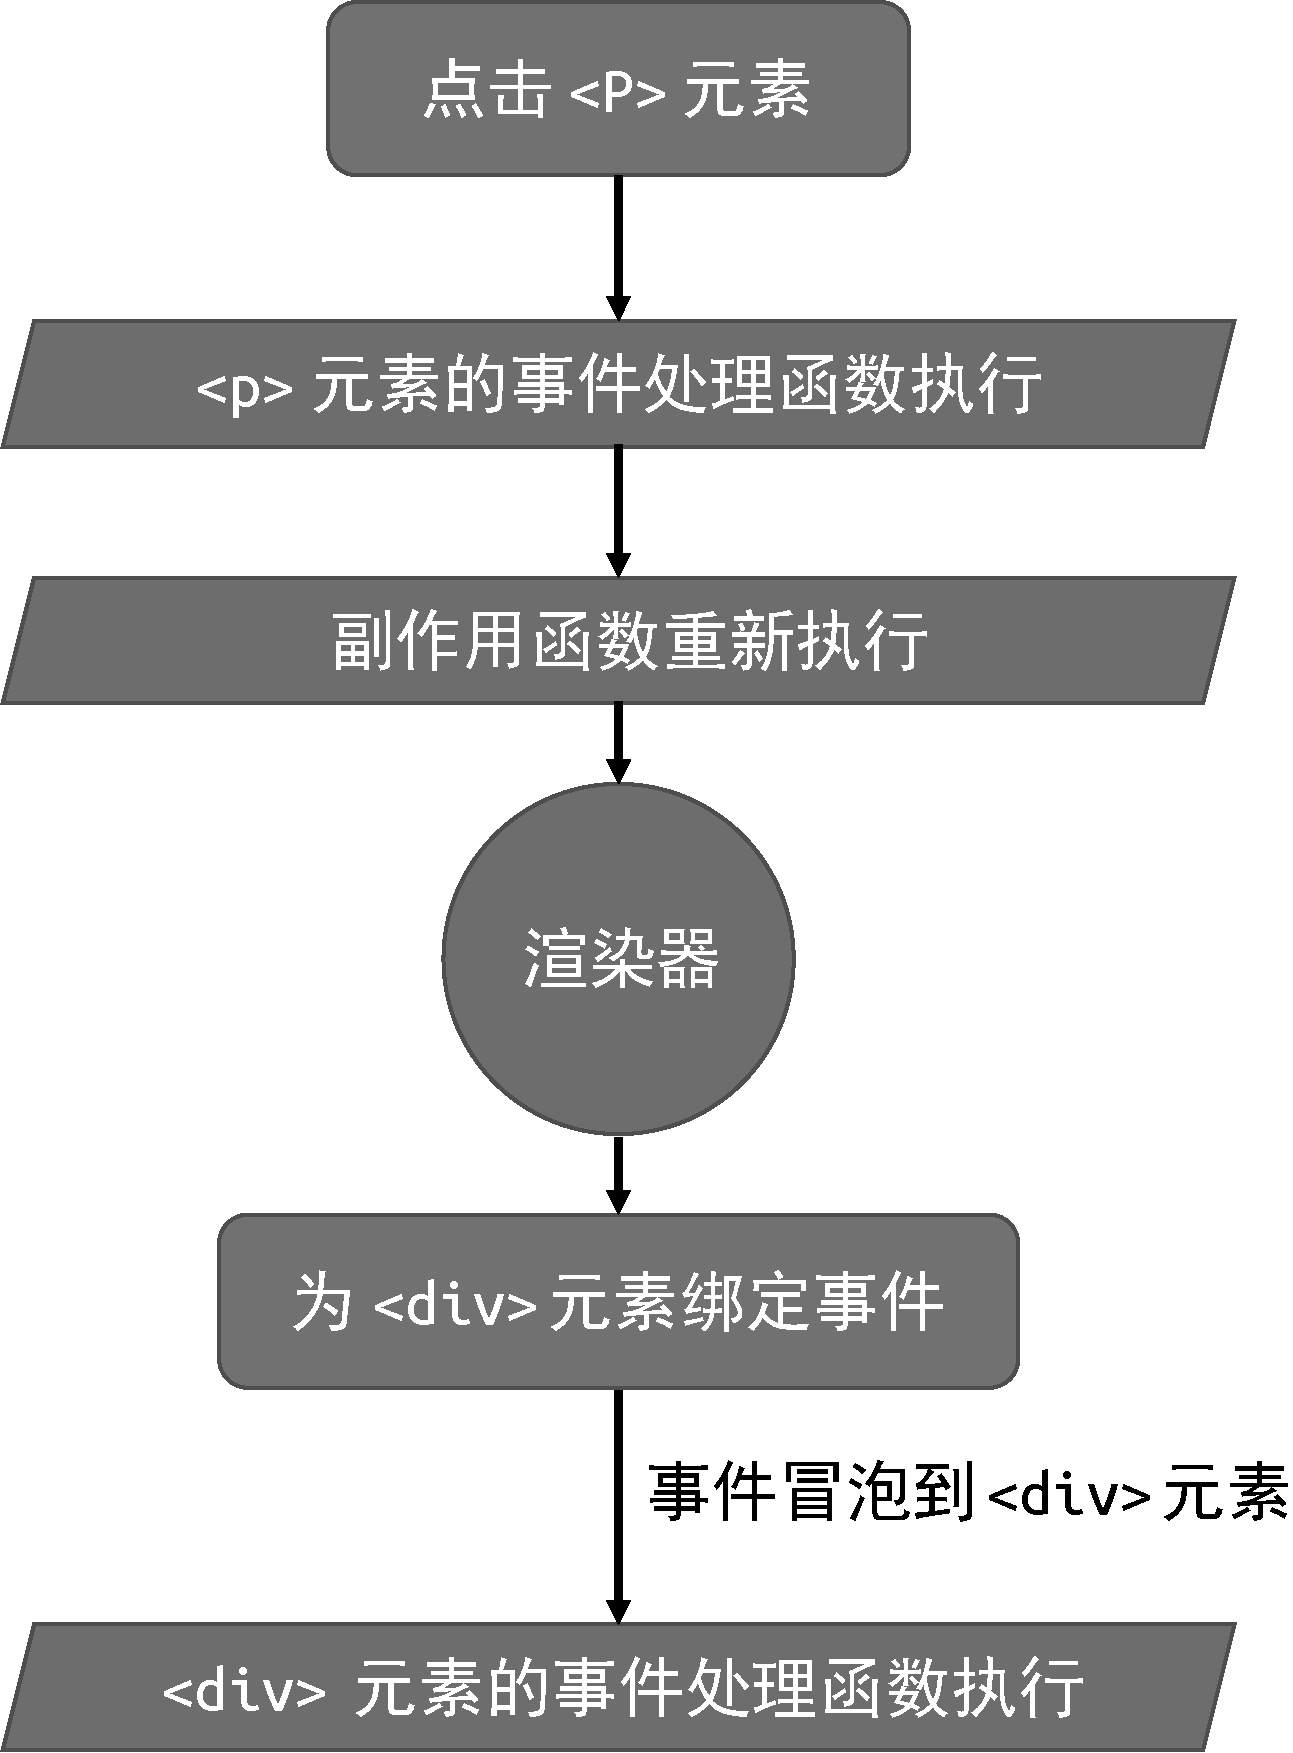 点击 <P> 元素
<p> 元素的事件处理函数执行
副作用函数重新执行
渲染器
为 <div> 元素绑定事件
事件冒泡到 <div> 元素
<div> 元素的事件处理函数执行